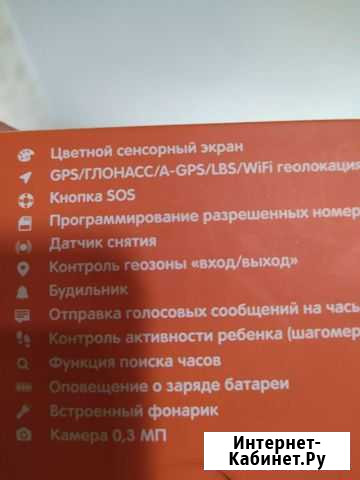 Цветной сенсорный экран
GPS/ГЛОНАСС/A-GPS/LBS/WiFi геолокация
Кнопка SOS
Программирование разрешенных номер
Датчик снятия
Контроль геозоны «вход/выход»
Будильник
Отправка голосовых сообщений на часы
Контроль активности ребенка (шагомер
Функция поиска часов
Оповещение о заряде батареи
Встроенный фонарик
Камера 0,3 МП
Интернет-
Кабинет.Ру